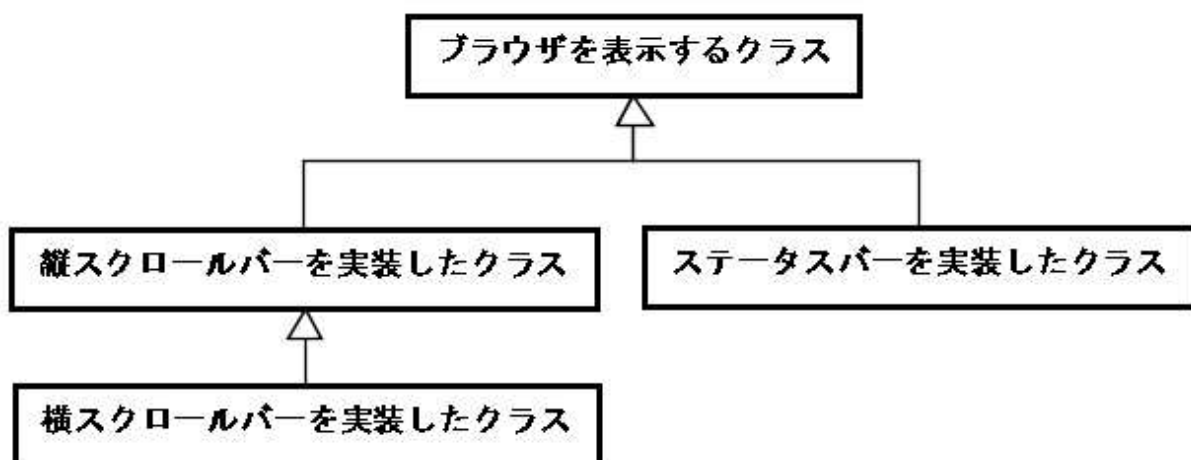 ブラウザを表示するクラス
縦スクロールバーを実装したクラス
ステータスバーを実装したクラス
横スクロールバーを実装したクラス